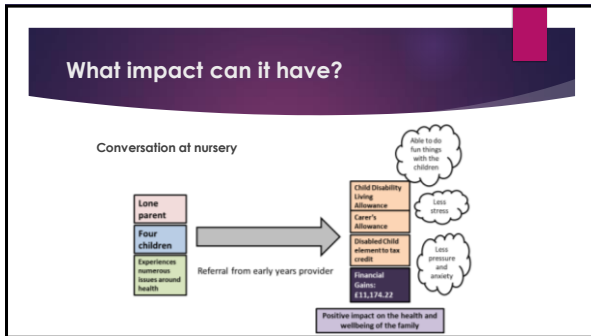 What impact can it have?
Conversation at nursery
Lone
parent
Four
children
Experiences
numerous
issues around
health
Referral from early years provider
Child Disability
Living
Allowance
Carer's
Allowance
Disabled Child
element to tax
credit
Financial
Gains:
£11,174.22
Able to do
fun things
with the
children
Less
stress
Less
pressure
and
anxiety
Positive impact on the health and
wellbeing of the family